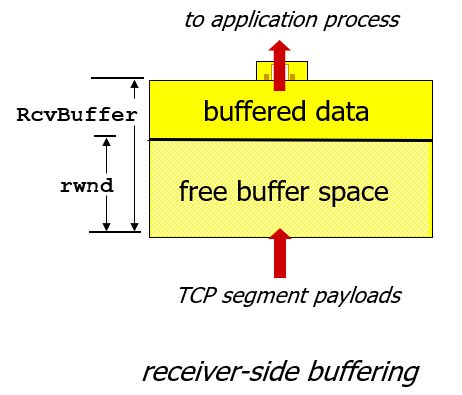 to application process
buffered data
RcvBuffer
rwnd
free buffer space
TCP segment payloads
receiver-side buffering